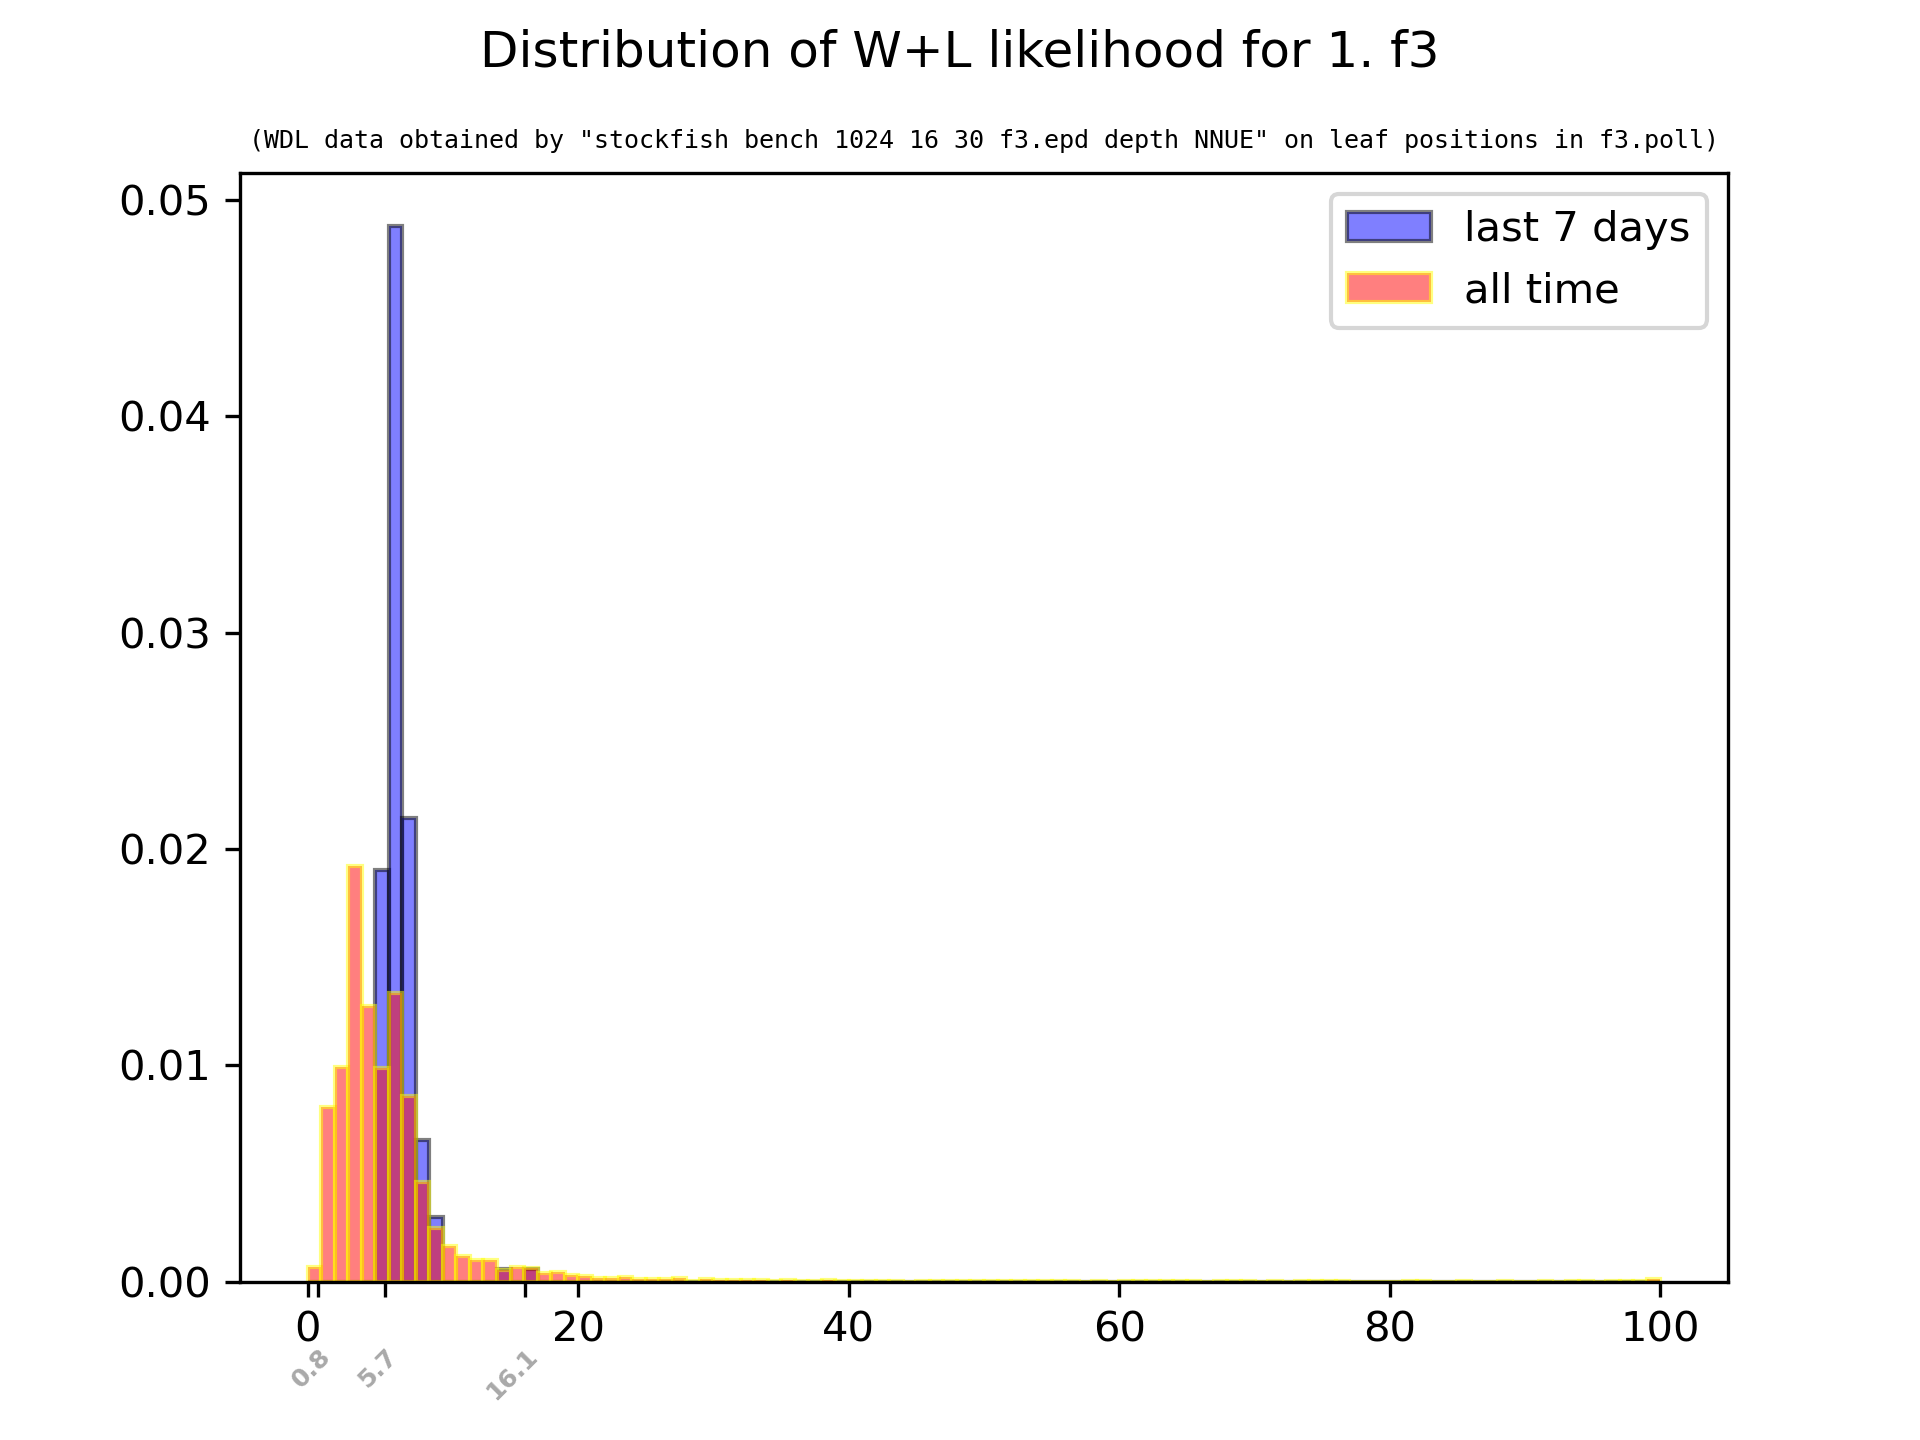 Distribution of W+L likelihood for 1. f3
(WDL data obtained by "stockfish bench 1024 16 30 f3.epd depth NNUE" on leaf positions in f3.poll)
last 7 days
all time
0.05
0.04
0.03
0.02
0.01
0.00
0 20 40 60 80 100
0.8 5.7 16.1